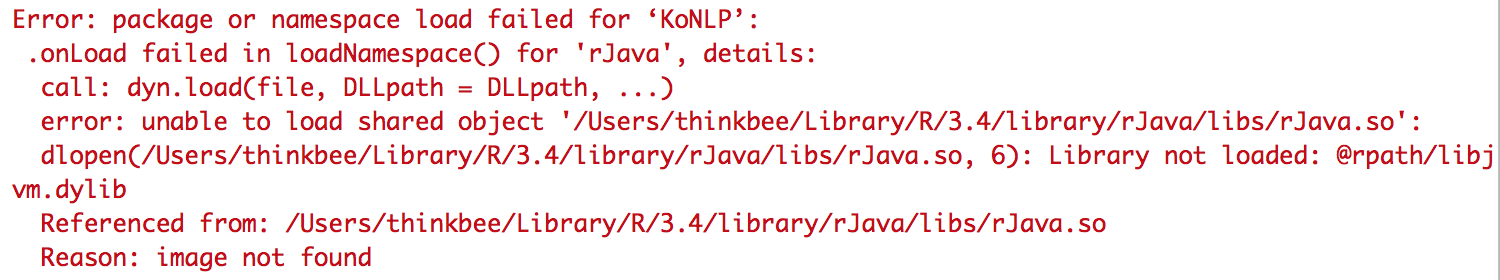 Error: package or namespace load failed for ‘KoNLP’:
 .onLoad failed in loadNamespace() for 'rJava', details:
  call: dyn.load(file, DLLpath = DLLpath, ...)
  error: unable to load shared object '/Users/thinkbee/Library/R/3.4/library/rJava/libs/rJava.so':
  dlopen(/Users/thinkbee/Library/R/3.4/library/rJava/libs/rJava.so, 6): Library not loaded: @rpath/libj
vm.dylib
  Referenced from: /Users/thinkbee/Library/R/3.4/library/rJava/libs/rJava.so
  Reason: image not found